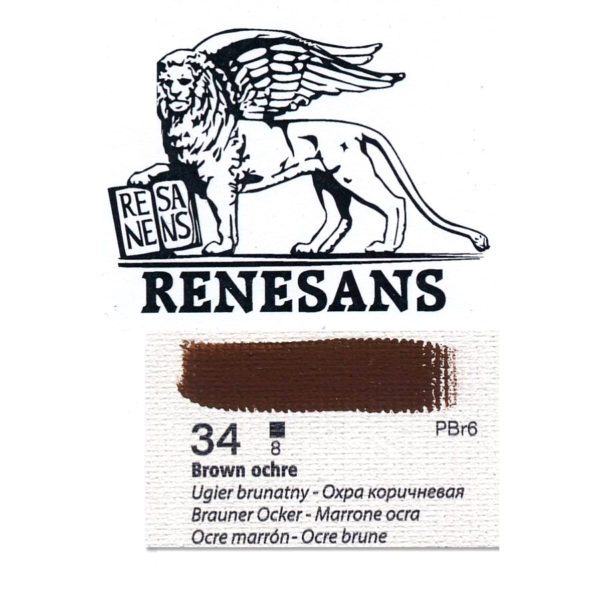 RE SA
NE NS
RENESANS
34 8 PBr6
Brown ochre
Ugier brunatny - Охра коричневая
Brauner Ocker - Marrone ocra
Ocre marrón - Ocre brune